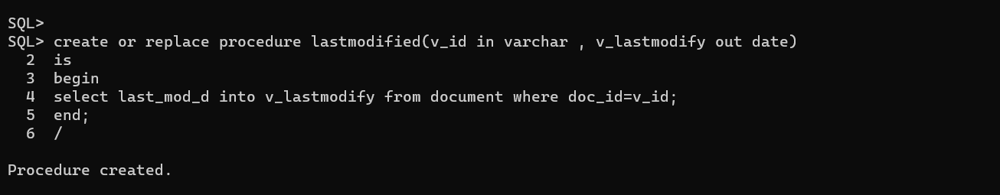 SQL>
SQL> create or replace procedure lastmodified(v_id in varchar , v_lastmodify out date)
  2  is
  3  begin
  4  select last_mod_d into v_lastmodify from document where doc_id=v_id;
  5  end;
  6  /
Procedure created.